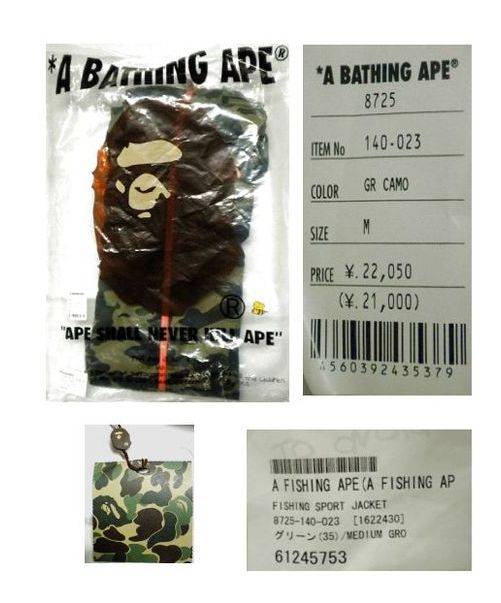 *A BATHING APE®
®
"APE SHALL NEVER KILL APE"
*A BATHING APE®
8725
ITEM No 140-023
COLOR GR CAMO
SIZE M
PRICE ¥.22,050
(¥.21,000)
4560392435379
A FISHING APE(A FISHING AP
FISHING SPORT JACKET
8725-140-023 [1622430]
グリーン(35)/MEDIUM GRO
61245753